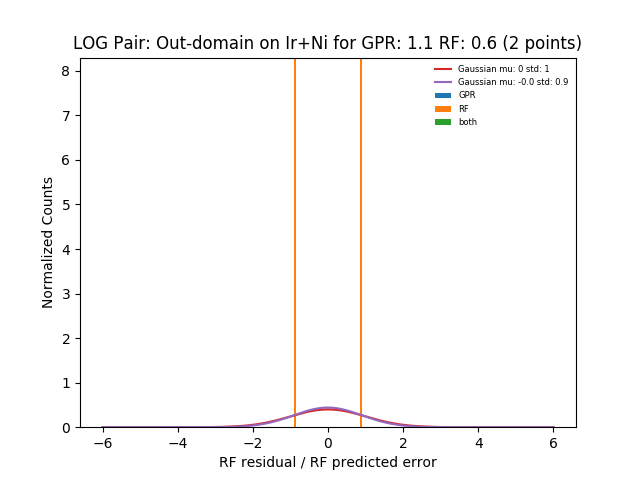 LOG Pair: Out-domain on Ir+Ni for GPR: 1.1 RF: 0.6 (2 points)
Gaussian mu: 0 std: 1
Gaussian mu: -0.0 std: 0.9
GPR
RF
both
Normalized Counts
8
7
6
5
4
3
2
1
0
−6 −4 −2 0 2 4 6
RF residual / RF predicted error